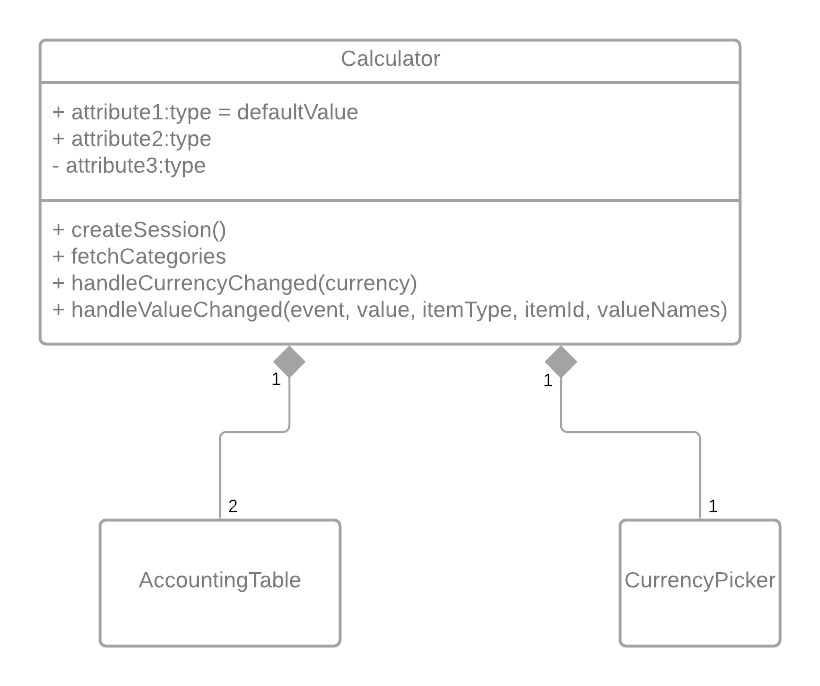 Calculator
+ attribute1:type = defaultValue
+ attribute2:type
- attribute3:type
+ createSession()
+ fetchCategories
+ handleCurrencyChanged(currency)
+ handleValueChanged(event, value, itemType, itemId, valueNames)
1
1
2
1
AccountingTable
CurrencyPicker